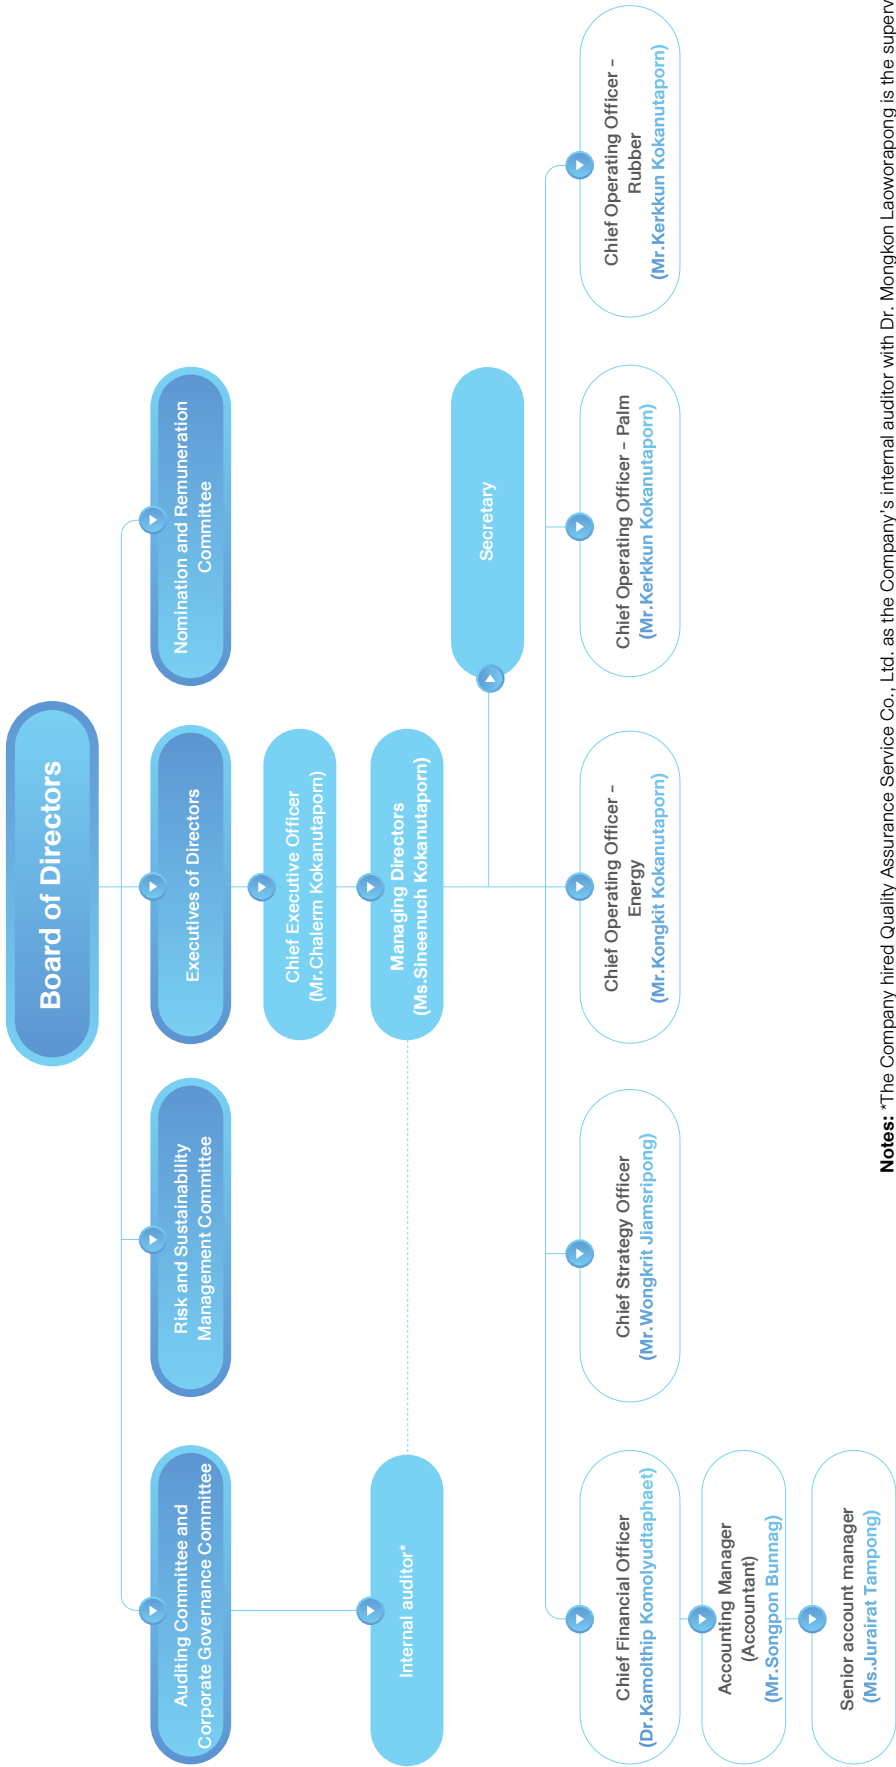 Board of Directors
Auditing Committee and
Corporate Governance Committee
Risk and Sustainability
Management Committee
Executives of Directors
Nomination and Remuneration
Committee
Chief Executive Officer
(Mr.Chalerm Kokanutaporn)
Internal auditor*
Managing Directors
(Ms.Sineenuch Kokanutaporn)
Secretary
Chief Financial Officer
(Dr.Kamolthip Komolyudtaphaet)
Chief Strategy Officer
(Mr.Wongkrit Jiamsripong)
Chief Operating Officer –
Energy
(Mr.Kongkit Kokanutaporn)
Chief Operating Officer – Palm
(Mr.Kerkkun Kokanutaporn)
Chief Operating Officer –
Rubber
(Mr.Kerkkun Kokanutaporn)
Accounting Manager
(Accountant)
(Mr.Songpon Bunnag)
Senior account manager
(Ms.Jurairat Tampong)
Notes: *The Company hired Quality Assurance Service Co., Ltd. as the Company's internal auditor with Dr. Mongkon Laoworapong is the superv